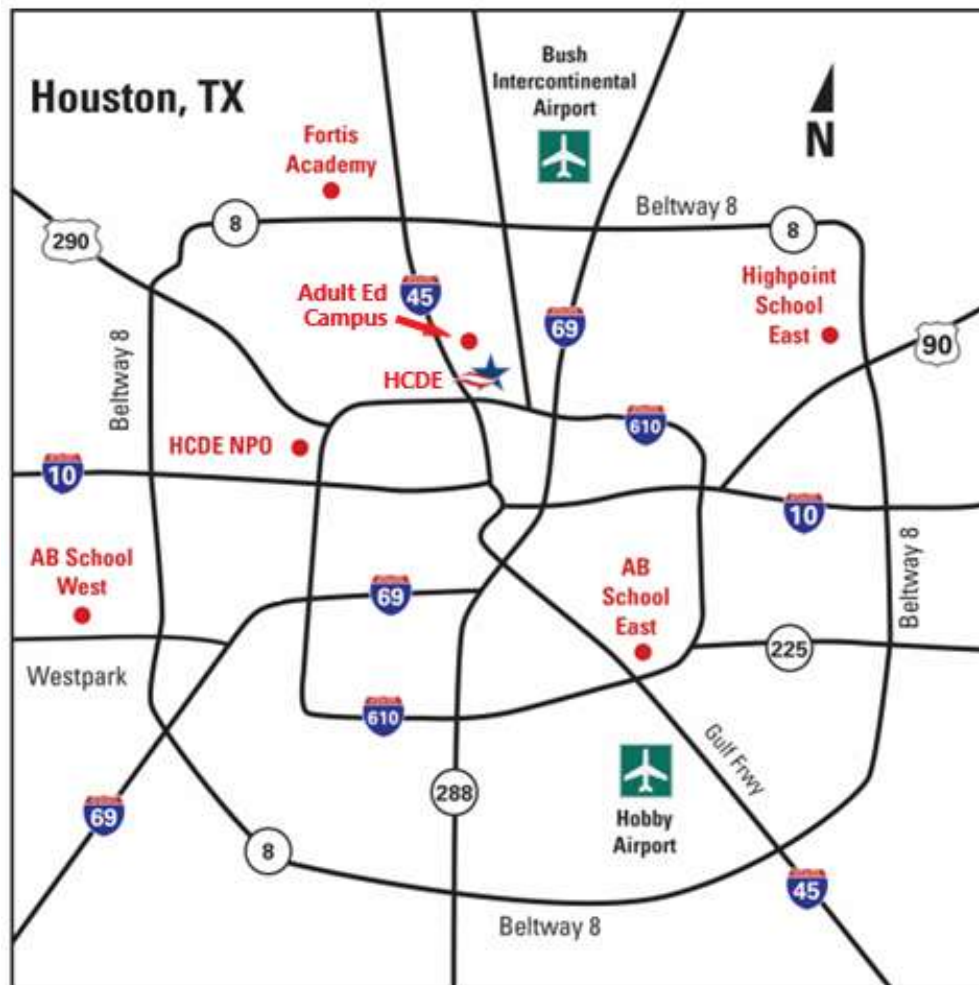 Houston, TX
Bush
Intercontinental
Airport
N
Fortis
Academy
Beltway 8
8
8
290
Highpoint
School
East
Adult Ed
Campus
45
69
90
Beltway 8
HCDE
610
HCDE NPO
10
10
AB School
West
69
AB
School
East
Beltway 8
225
Westpark
610
Gulf Frwy
288
69
Hobby
Airport
8
45
Beltway 8